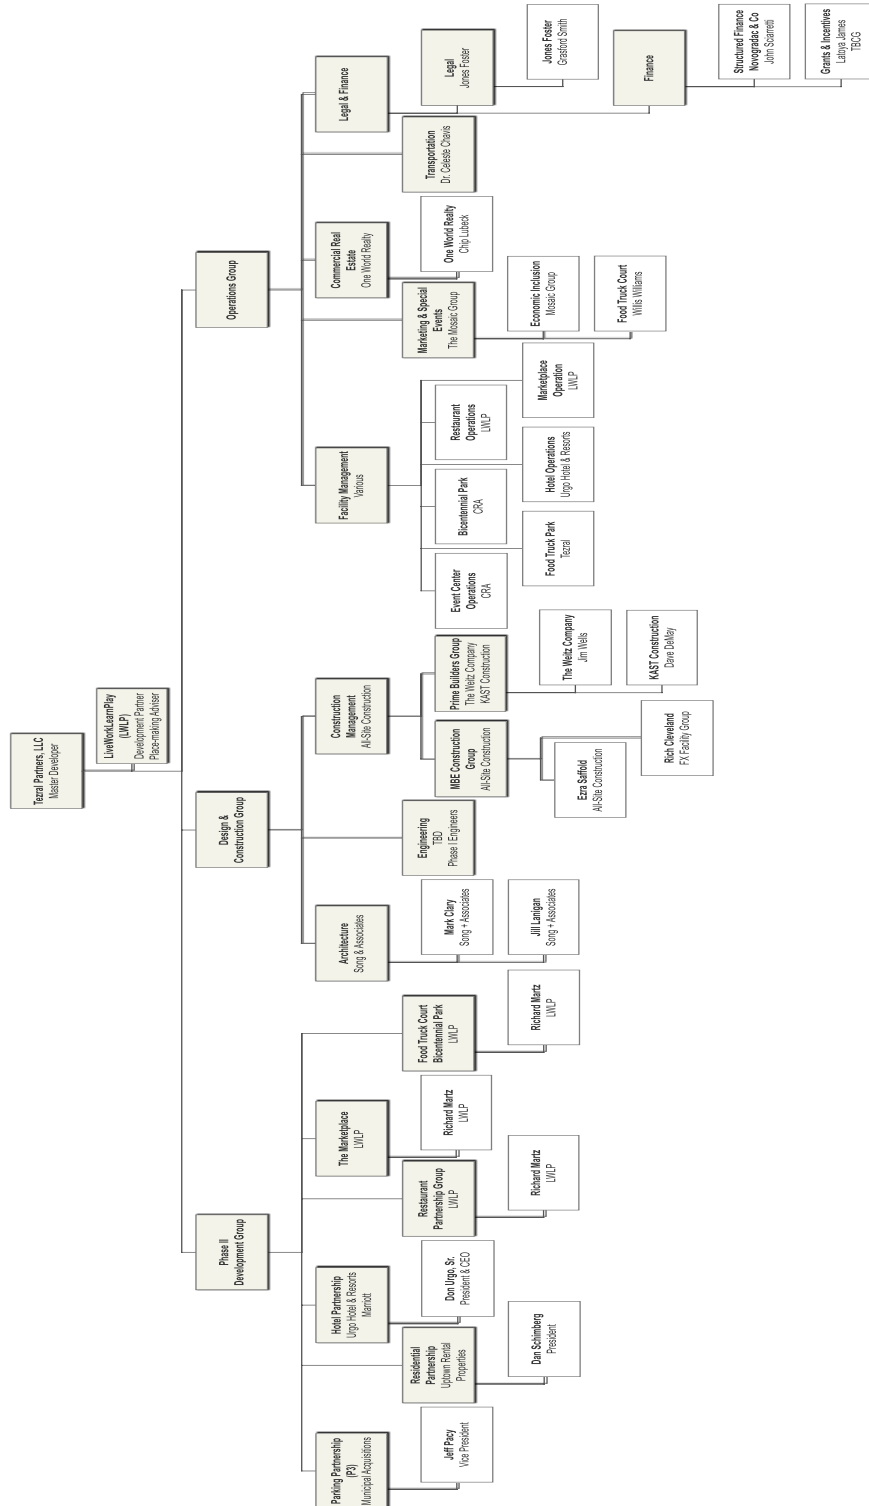 Tezral Partners, LLC
Master Developer
LiveWorkLearnPlay
(LWLP)
Development Partner
Place-making Adviser
Phase II
Development Group
Design &
Construction Group
Operations Group
Parking Partnership
(P3)
Municipal Acquisitions
Jeff Pacy
Vice President
Residential
Partnership
Uptown Rental
Properties
Dan Schimberg
President
Hotel Partnership
Urgo Hotel & Resorts
Marriott
Don Urgo, Sr.
President & CEO
Restaurant
Partnership Group
LWLP
Richard Martz
LWLP
The Marketplace
LWLP
Richard Martz
LWLP
Food Truck Court
Bicentennial Park
LWLP
Richard Martz
LWLP
Architecture
Song & Associates
Mark Clary
Song + Associates
Jill Lanigan
Song + Associates
Engineering
TBD
Phase I Engineers
Construction
Management
All-Site Construction
MBE Construction
Group
All-Site Construction
Ezra Saffold
All-Site Construction
Rich Cleveland
FX Facility Group
Prime Builders Group
The Weitz Company
KAST Construction
The Weitz Company
Jim Wells
KAST Construction
Dave DeMay
Facility Management
Various
Event Center
Operations
CRA
Food Truck Park
Tezral
Bicentennial Park
CRA
Hotel Operations
Urgo Hotel & Resorts
Restaurant
Operations
LWLP
Marketplace
Operation
LWLP
Marketing & Special
Events
The Mosaic Group
Economic Inclusion
Mosaic Group
Food Truck Court
Willis Williams
Commercial Real
Estate
One World Realty
One World Realty
Chip Lubeck
Transportation
Dr. Celeste Chavis
Legal & Finance
Legal
Jones Foster
Jones Foster
Grasford Smith
Finance
Structured Finance
Novogradac & Co
John Sciarretti
Grants & Incentives
Latoya James
TBCG